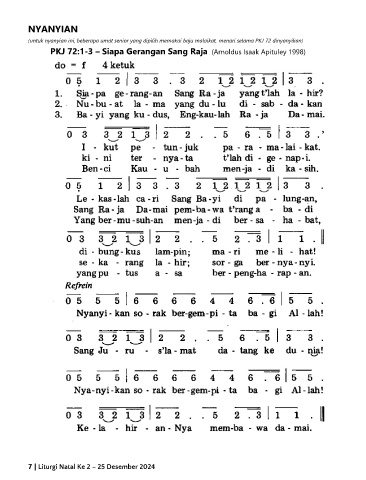 NYANYIAN
(untuk nyanyian ini, beberapa umat senior yang dipilih memakai baju malaikat, menari selama PKJ 72 dinyanyikan)
PKJ 72:1-3 – Siapa Gerangan Sang Raja (Arnoldus Isaak Apituley 1998)
do = f 4 ketuk
0 5 1 2 | 3 3 . 3 2 1 2 1 2 1 2 | 3 3 .
1. Sia-pa ge-rang-an Sang Ra-ja yang t'lah la-hir?
2. Nu-bu-at la-ma yang du-lu di-sab-da-kan
3. Ba-yi yang ku-dus, Eng-kau-lah Ra-ja Da-mai.
0 3 3 2 1 3 | 2 2 . . 5 6 . 5 | 3 3 . '
I-kut pe-tun-juk pa-ra-ma-lai-kat.
ki-ni ter-nya-ta t'lah di-ge-nap-i.
Ben-ci Kau-u-bah men-ja-di ka-sih.
0 5 1 2 | 3 3 . 3 2 1 2 1 2 1 2 | 3 3 .
Le-kas-lah ca-ri Sang Ba-yi di pa-lung-an,
Sang Ra-ja Da-mai pem-ba-wa t'rang a-ba-di
Yang ber-mu-suh-an men-ja-di ber-sa-ha-bat,
0 3 3 2 1 3 | 2 2 . . 5 2 . 3 | 1 1 . ||
di-bung-kus lam-pin; ma-ri me-li-hat!
se-ka-rang la-hir; sor-ga ber-nya-nyi.
yang pu-tus a-sa ber-peng-ha-rap-an.
Refrein
0 5 5 5 | 6 6 6 6 4 4 6 . 6 | 5 5 .
Nyanyi-kan so-rak ber-gem-pi-ta ba-gi Al-lah!
0 3 3 2 1 3 | 2 2 . . 5 6 . 5 | 3 3 .
Sang Ju-ru-s'la-mat da-tang ke du-nia!
0 5 5 5 | 6 6 6 6 4 4 6 . 6 | 5 5 .
Nya-nyi-kan so-rak ber-gem-pi-ta ba-gi Al-lah!
0 3 3 2 1 3 | 2 2 . . 5 2 . 3 | 1 1 . ||
Ke-la-hir-an-Nya mem-ba-wa da-mai.
7 | Liturgi Natal Ke 2 – 25 Desember 2024